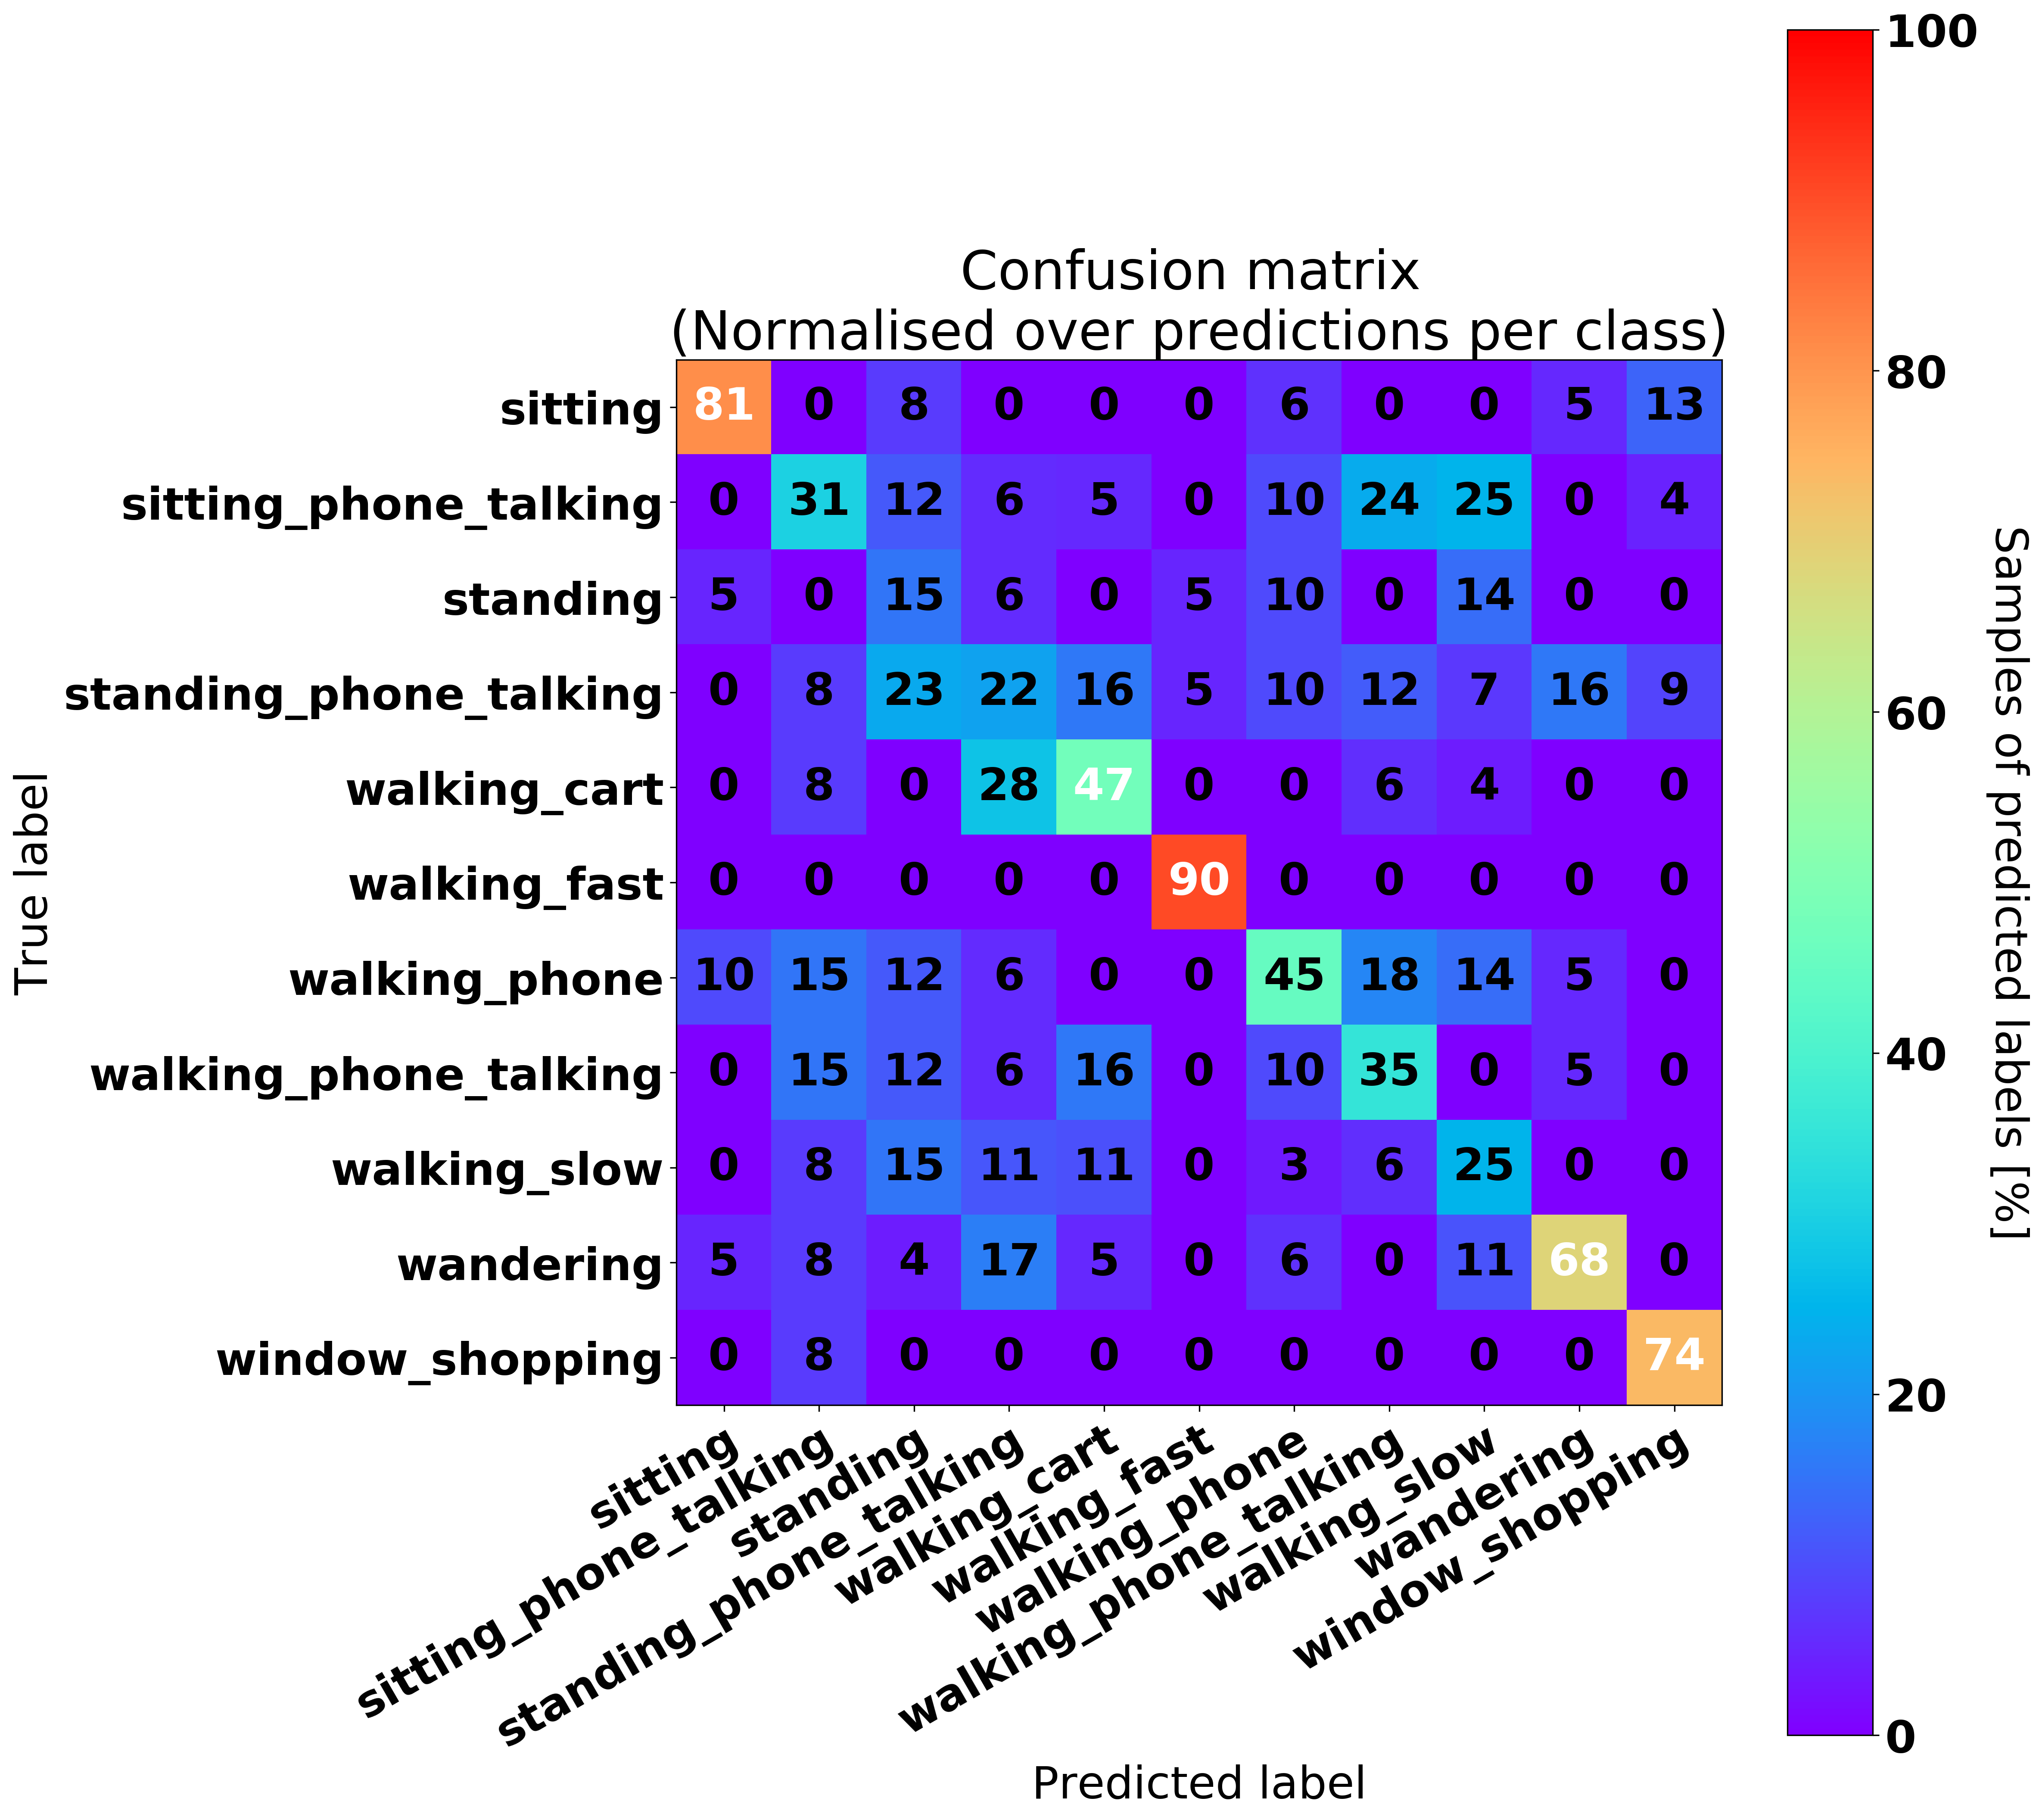 Confusion matrix
(Normalised over predictions per class)
True label
sitting 81 0 8 0 0 0 6 0 0 5 13
sitting_phone_talking 0 31 12 6 5 0 10 24 25 0 4
standing 5 0 15 6 0 5 10 0 14 0 0
standing_phone_talking 0 8 23 22 16 5 10 12 7 16 9
walking_cart 0 8 0 28 47 0 0 6 4 0 0
walking_fast 0 0 0 0 0 90 0 0 0 0 0
walking_phone 10 15 12 6 0 0 45 18 14 5 0
walking_phone_talking 0 15 12 6 16 0 10 35 0 5 0
walking_slow 0 8 15 11 11 0 3 6 25 0 0
wandering 5 8 4 17 5 0 6 0 11 68 0
window_shopping 0 8 0 0 0 0 0 0 0 0 74
sitting
sitting_phone_talking
standing
standing_phone_talking
walking_cart
walking_fast
walking_phone
walking_phone_talking
walking_slow
wandering
window_shopping
Predicted label
100
80
60
40
20
0
Samples of predicted labels [%]